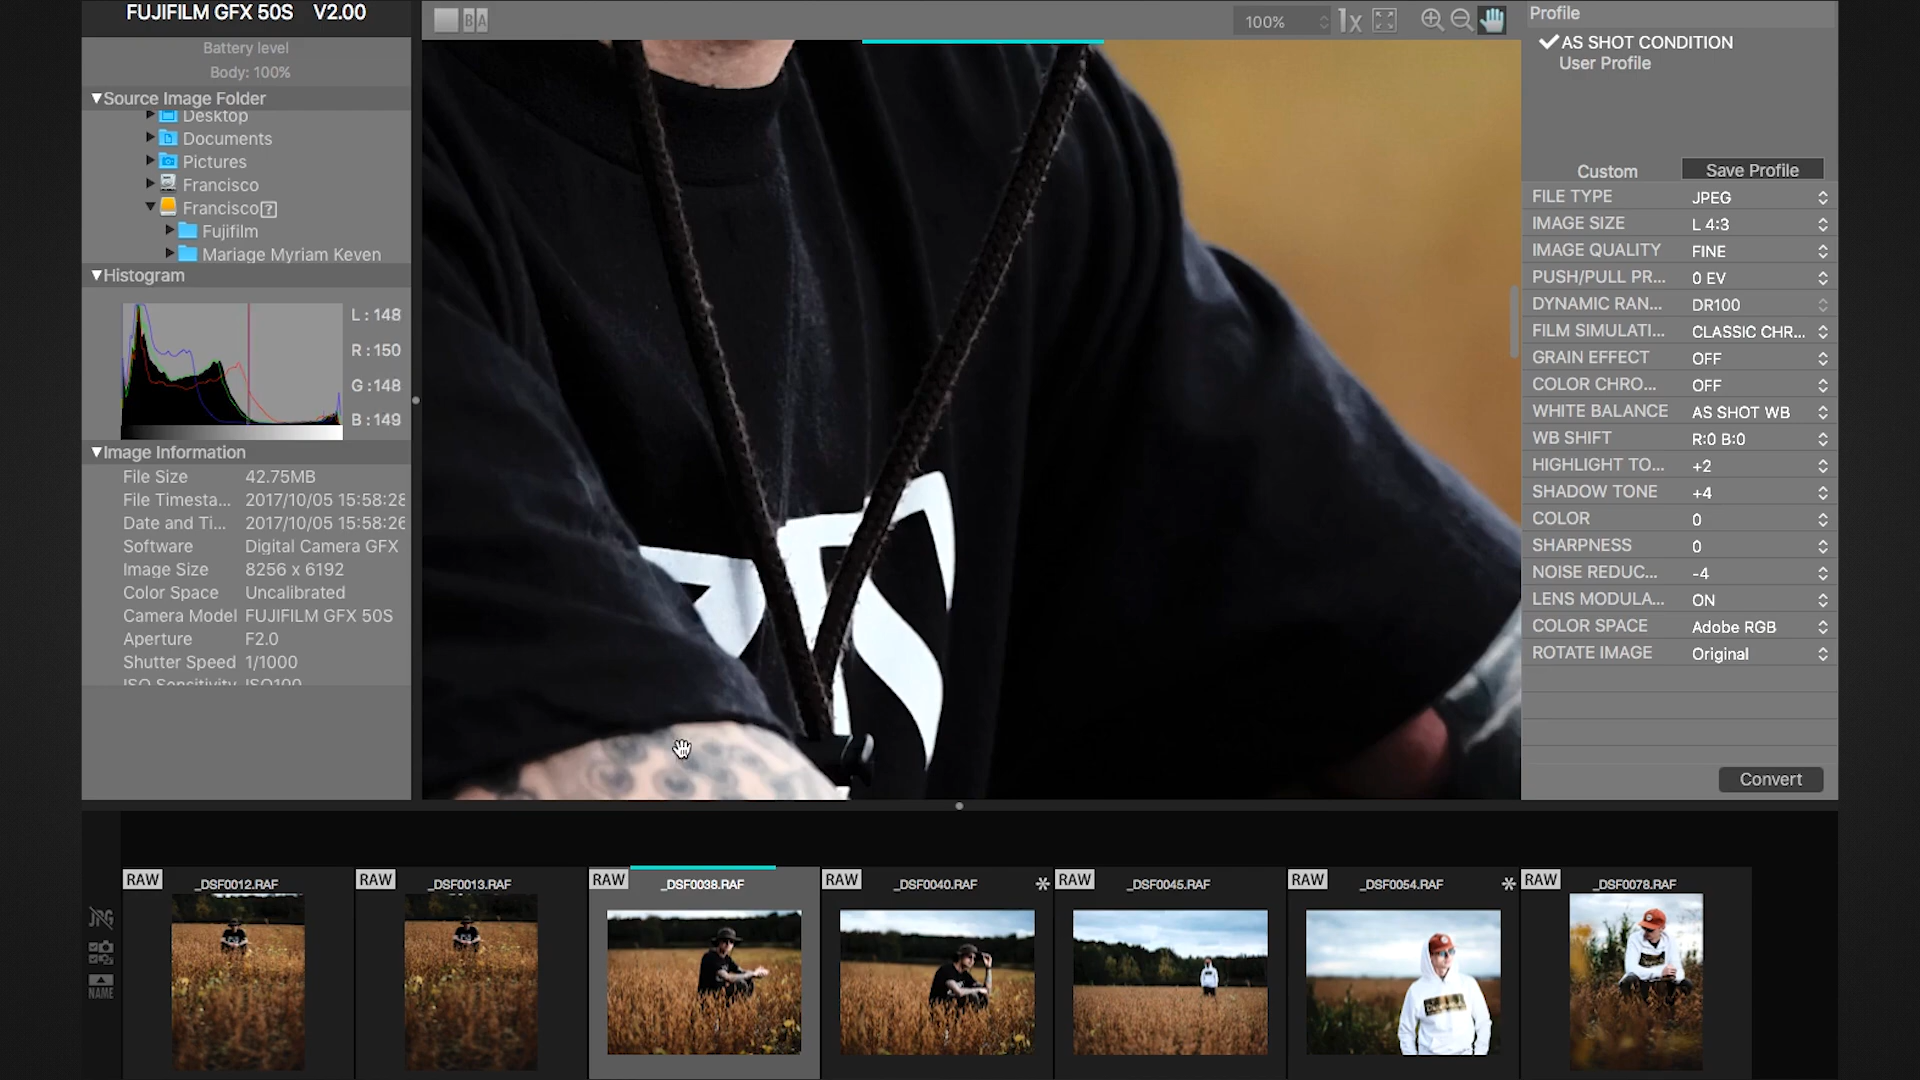 FUJIFILM GFX 50S V2.00
Battery level
Body: 100%
Source Image Folder
Desktop
Documents
Pictures
Francisco
Francisco
Fujifilm
Mariage Myriam Keven
Histogram
L : 148
R : 150
G : 148
B : 149
Image Information
File Size 42.75MB
File Timesta... 2017/10/05 15:58:28
Date and Ti... 2017/10/05 15:58:26
Software Digital Camera GFX
Image Size 8256 x 6192
Color Space Uncalibrated
Camera Model FUJIFILM GFX 50S
Aperture F2.0
Shutter Speed 1/1000
ISO Sensitivity ISO100
B A
100% 1x
Profile
AS SHOT CONDITION
User Profile
Custom Save Profile
FILE TYPE JPEG
IMAGE SIZE L 4:3
IMAGE QUALITY FINE
PUSH/PULL PR... 0 EV
DYNAMIC RAN... DR100
FILM SIMULATI... CLASSIC CHR...
GRAIN EFFECT OFF
COLOR CHRO... OFF
WHITE BALANCE AS SHOT WB
WB SHIFT R:0 B:0
HIGHLIGHT TO... +2
SHADOW TONE +4
COLOR 0
SHARPNESS 0
NOISE REDUC... -4
LENS MODULA... ON
COLOR SPACE Adobe RGB
ROTATE IMAGE Original
Convert
JPG
NAME
RAW _DSF0012.RAF
RAW _DSF0013.RAF
RAW _DSF0038.RAF
RAW _DSF0040.RAF
RAW _DSF0045.RAF
RAW _DSF0054.RAF
RAW _DSF0078.RAF